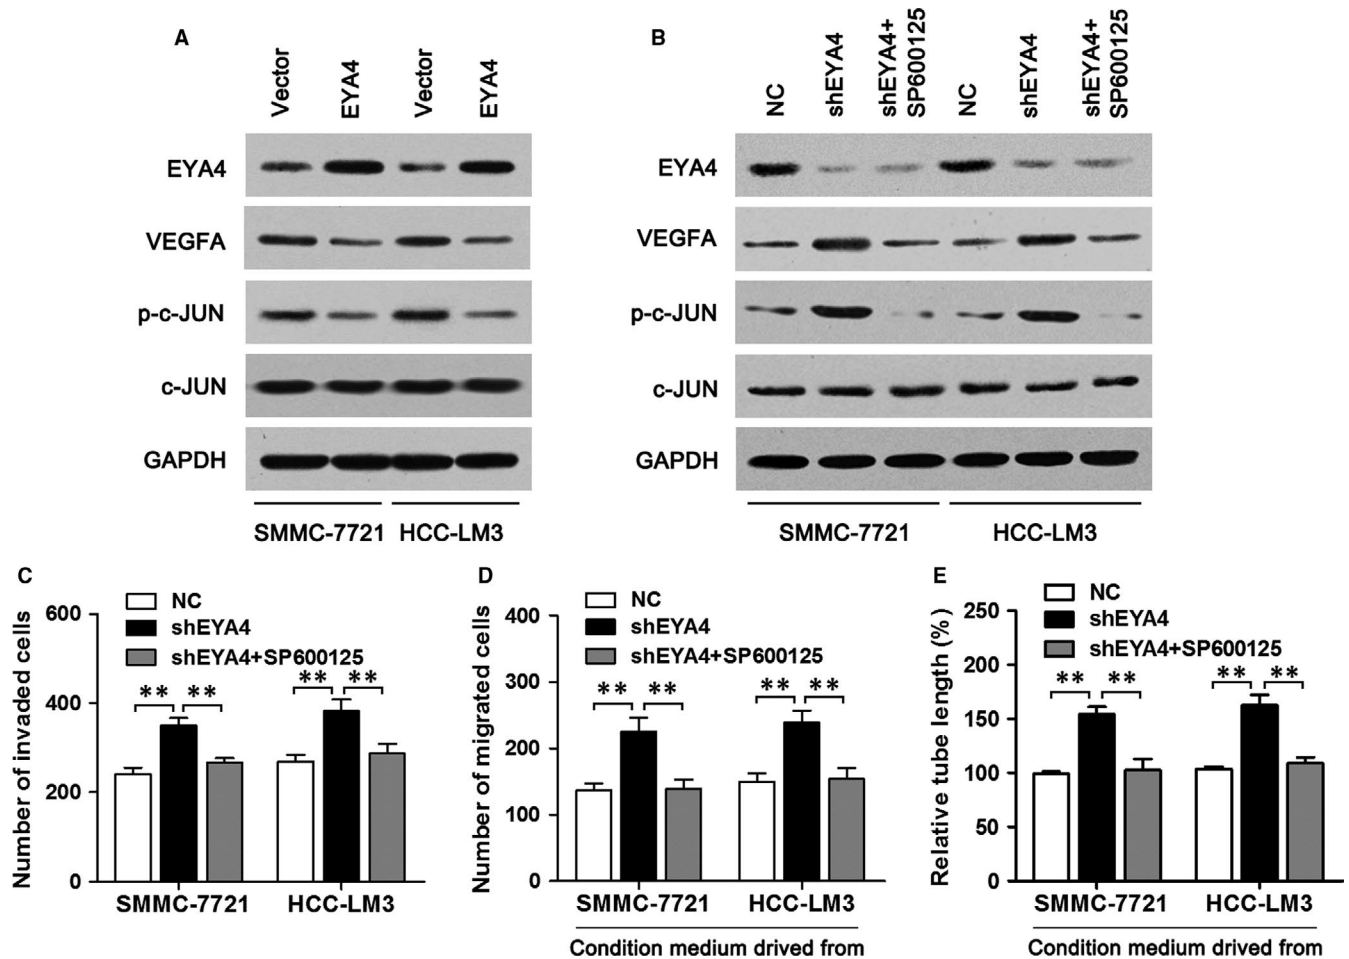 A
Vector
EYA4
Vector
EYA4
EYA4
VEGFA
p-c-JUN
c-JUN
GAPDH
SMMC-7721 HCC-LM3
B
NC
shEYA4
shEYA4+
SP600125
NC
shEYA4
shEYA4+
SP600125
EYA4
VEGFA
p-c-JUN
c-JUN
GAPDH
SMMC-7721 HCC-LM3
C
Number of invaded cells
600
400
200
0
NC
shEYA4
shEYA4+SP600125
** ** ** **
SMMC-7721 HCC-LM3
D
Number of migrated cells
400
300
200
100
0
NC
shEYA4
shEYA4+SP600125
** ** ** **
SMMC-7721 HCC-LM3
Condition medium drived from
E
Relative tube length (%)
250
200
150
100
50
0
NC
shEYA4
shEYA4+SP600125
** ** ** **
SMMC-7721 HCC-LM3
Condition medium drived from